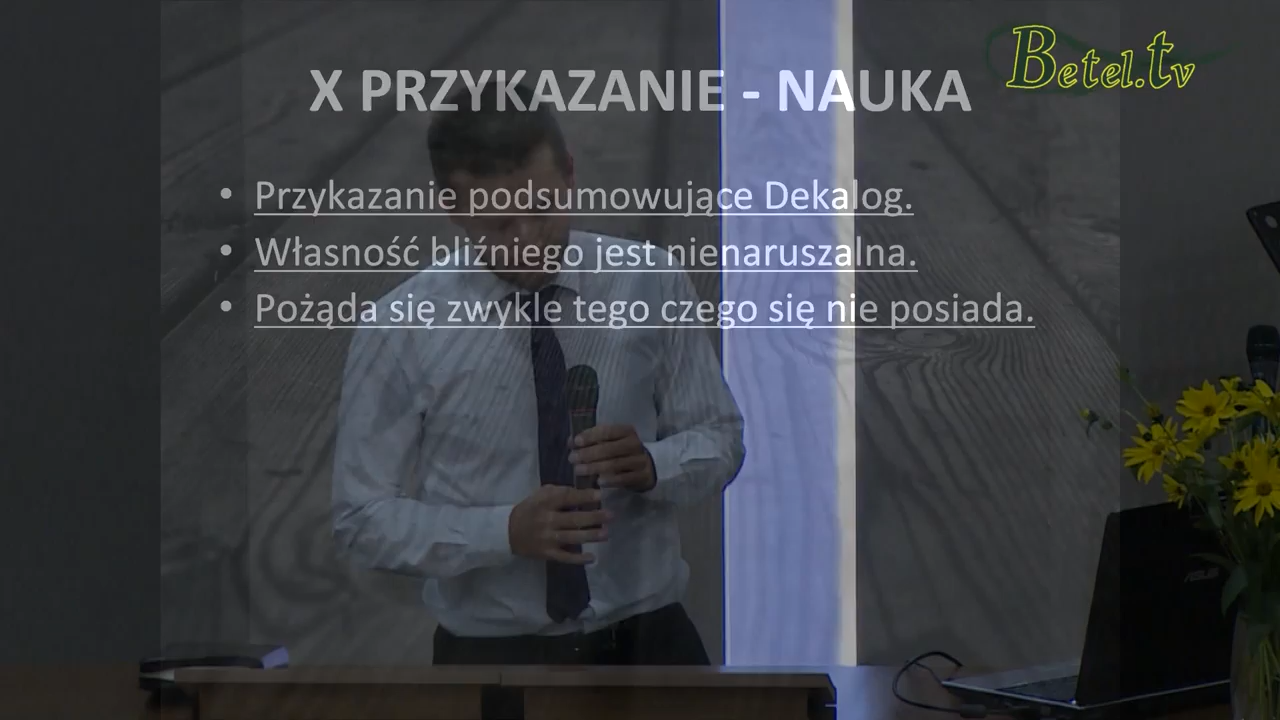 Betel.tv
X PRZYKAZANIE - NAUKA
• Przykazanie podsumowujące Dekalog.
• Własność bliźniego jest nienaruszalna.
• Pożąda się zwykle tego czego się nie posiada.
ASUS